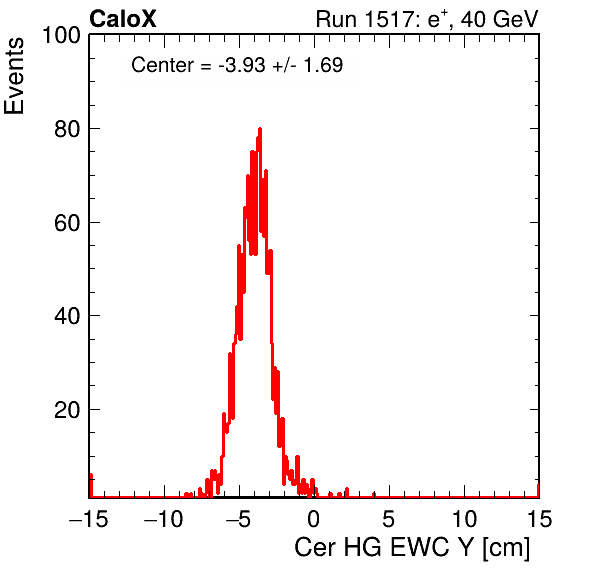 CaloX Run 1517: e⁺, 40 GeV
Events
Center = -3.93 +/- 1.69
100
80
60
40
20
−15 −10 −5 0 5 10 15
Cer HG EWC Y [cm]